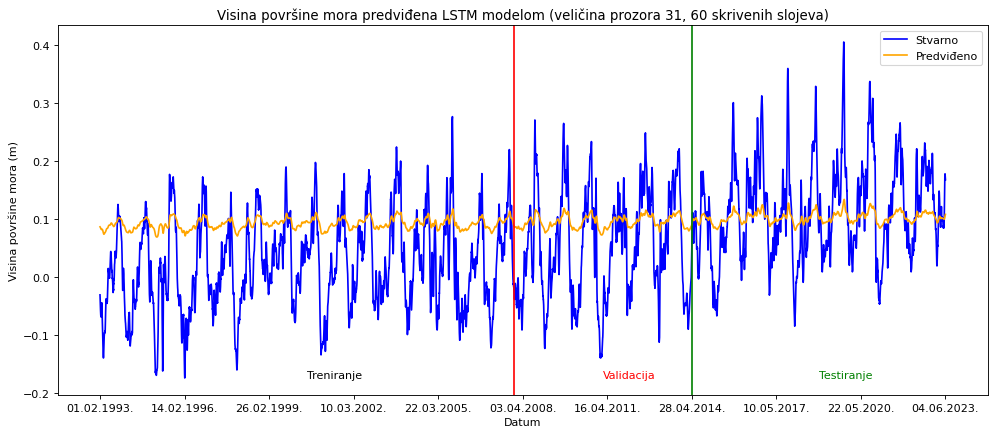 Visina površine mora predviđena LSTM modelom (veličina prozora 31, 60 skrivenih slojeva)
Stvarno
Predviđeno
0.4
0.3
0.2
0.1
0.0
−0.1
−0.2
Visina površine mora (m)
Treniranje
Validacija
Testiranje
01.02.1993.
14.02.1996.
26.02.1999.
10.03.2002.
22.03.2005.
03.04.2008.
16.04.2011.
28.04.2014.
10.05.2017.
22.05.2020.
04.06.2023.
Datum